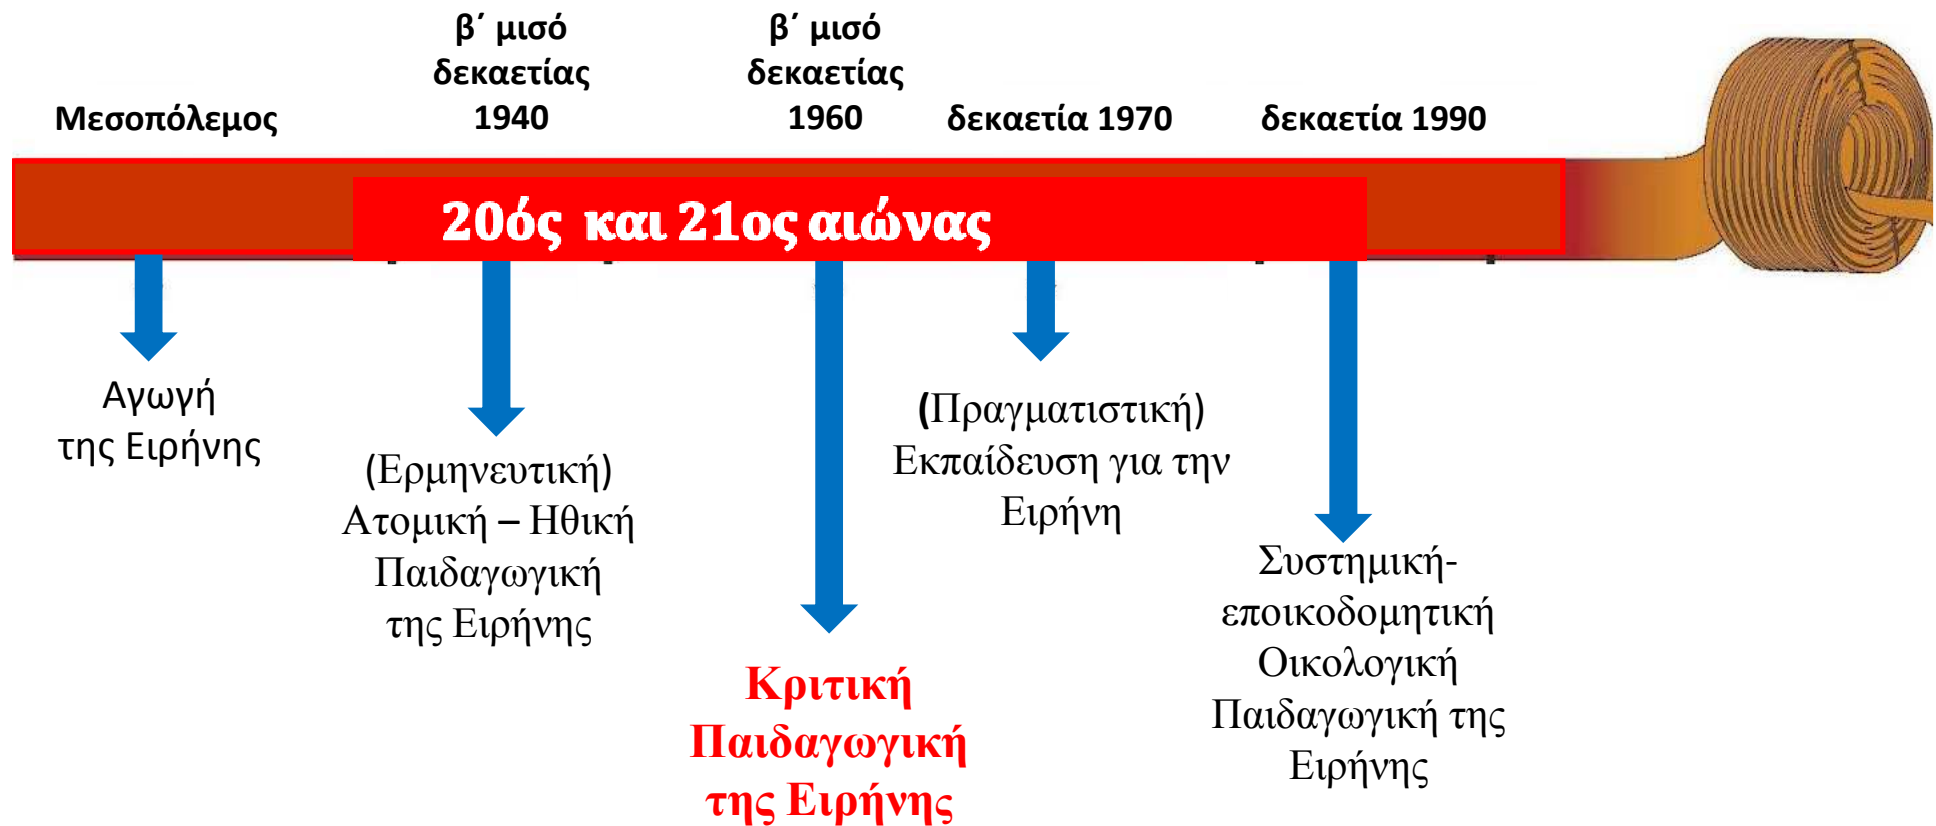 Μεσοπόλεμος
β΄ μισό
δεκαετίας
1940
β΄ μισό
δεκαετίας
1960
δεκαετία 1970
δεκαετία 1990
20ός και 21ος αιώνας
Αγωγή
της Ειρήνης
(Ερμηνευτική)
Ατομική – Ηθική
Παιδαγωγική
της Ειρήνης
Κριτική
Παιδαγωγική
της Ειρήνης
(Πραγματιστική)
Εκπαίδευση για την
Ειρήνη
Συστημική-
εποικοδομητική
Οικολογική
Παιδαγωγική της
Ειρήνης